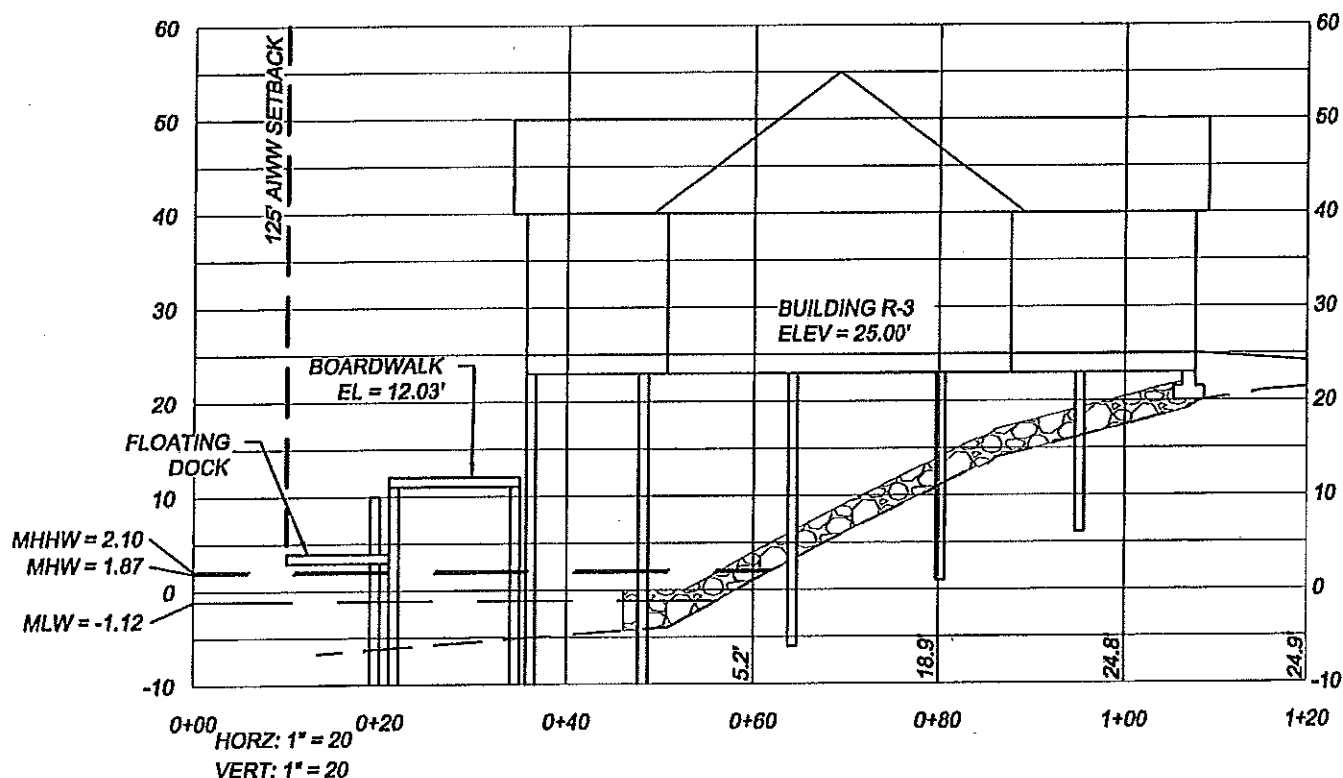 60
50
40
30
20
10
0
-10
60
50
40
30
20
10
0
-10
125' AIWW SETBACK
BUILDING R-3
ELEV = 25.00'
BOARDWALK
EL = 12.03'
FLOATING
DOCK
MHHW = 2.10
MHW = 1.87
MLW = -1.12
5.2'
18.9'
24.8'
24.9'
0+00
0+20
0+40
0+60
0+80
1+00
1+20
HORZ: 1" = 20
VERT: 1" = 20